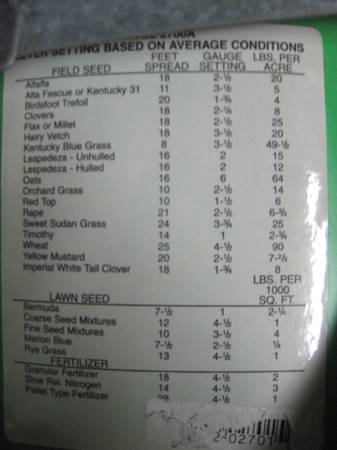 2700A
LEVER SETTING BASED ON AVERAGE CONDITIONS
FEET GAUGE LBS. PER
FIELD SEED SPREAD SETTING ACRE
Alfalfa 18 2-½ 20
Alta Fescue or Kentucky 31 11 3-½ 5
Birdsfoot Trefoil 20 1-¾ 4
Clovers 18 2-¼ 8
Flax or Millet 18 2-½ 25
Hairy Vetch 18 3-½ 20
Kentucky Blue Grass 8 3-½ 49-½
Lespedeza - Unhulled 16 2 15
Lespedeza - Hulled 16 2 12
Oats 16 6 64
Orchard Grass 10 2-½ 14
Red Top 10 1-½ 6
Rape 21 2-½ 6-¾
Sweet Sudan Grass 24 3-¾ 25
Timothy 14 1 2-¾
Wheat 25 4-½ 90
Yellow Mustard 20 2-½ 7-⅔
Imperial White Tail Clover 18 1-¾ 8
LBS. PER
1000
LAWN SEED SQ. FT.
Bermuda 7-½ 1 2-¼
Coarse Seed Mixtures 12 4-½ 1
Fine Seed Mixtures 10 3-½ 4
Merion Blue 7-½ 2-½ ¼
Rye Grass 13 4-½ 1
FERTILIZER
Granular Fertilizer 18 4-½ 2
Slow Rel. Nitrogen 14 4-½ 3
Pellet Type Fertilizer 28 4-½ 1
02701